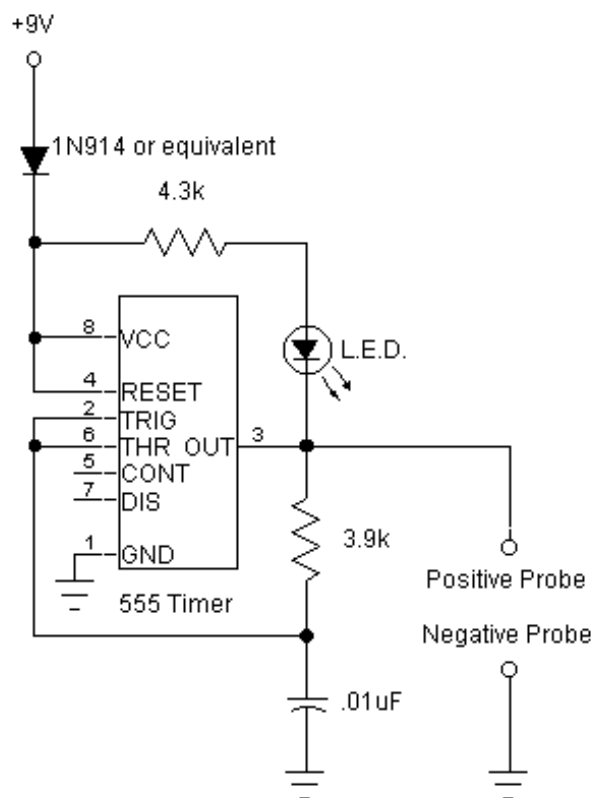 +9V
1N914 or equivalent
4.3k
8 VCC
L.E.D.
4 RESET
2 TRIG
6 THR OUT 3
5 CONT
7 DIS
3.9k
1 GND
Positive Probe
555 Timer
Negative Probe
.01uF